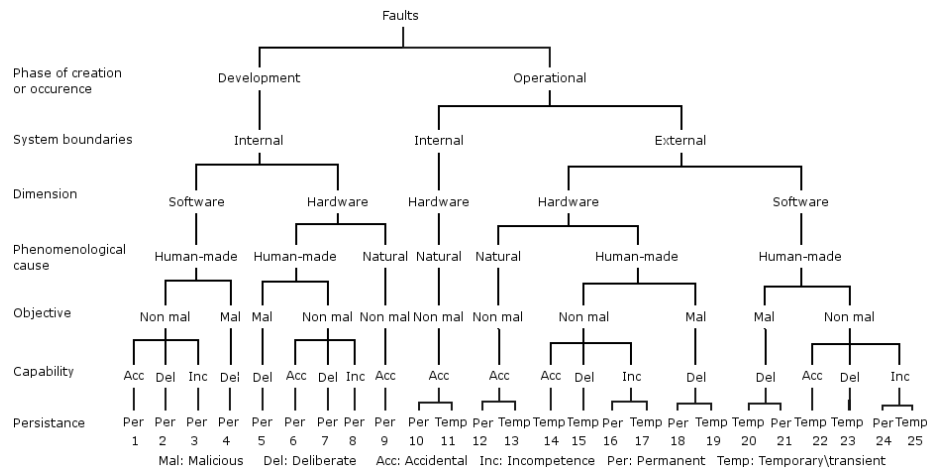 Faults
Phase of creation
or occurence
Development Operational
System boundaries Internal Internal External
Dimension Software Hardware Hardware Hardware Software
Phenomenological
cause
Human-made Human-made Natural Natural Natural Human-made Human-made
Objective Non mal Mal Mal Non mal Non mal Non mal Non mal Non mal Mal Mal Non mal
Capability Acc Del Inc Del Del Acc Del Inc Acc Acc Acc Acc Del Inc Del Del Acc Del Inc
Persistance Per Per Per Per Per Per Per Per Per Per Temp Per Temp Temp Temp Per Temp Per Temp Temp Per Temp Temp Per Temp
1 2 3 4 5 6 7 8 9 10 11 12 13 14 15 16 17 18 19 20 21 22 23 24 25
Mal: Malicious Del: Deliberate Acc: Accidental Inc: Incompetence Per: Permanent Temp: Temporary\transient